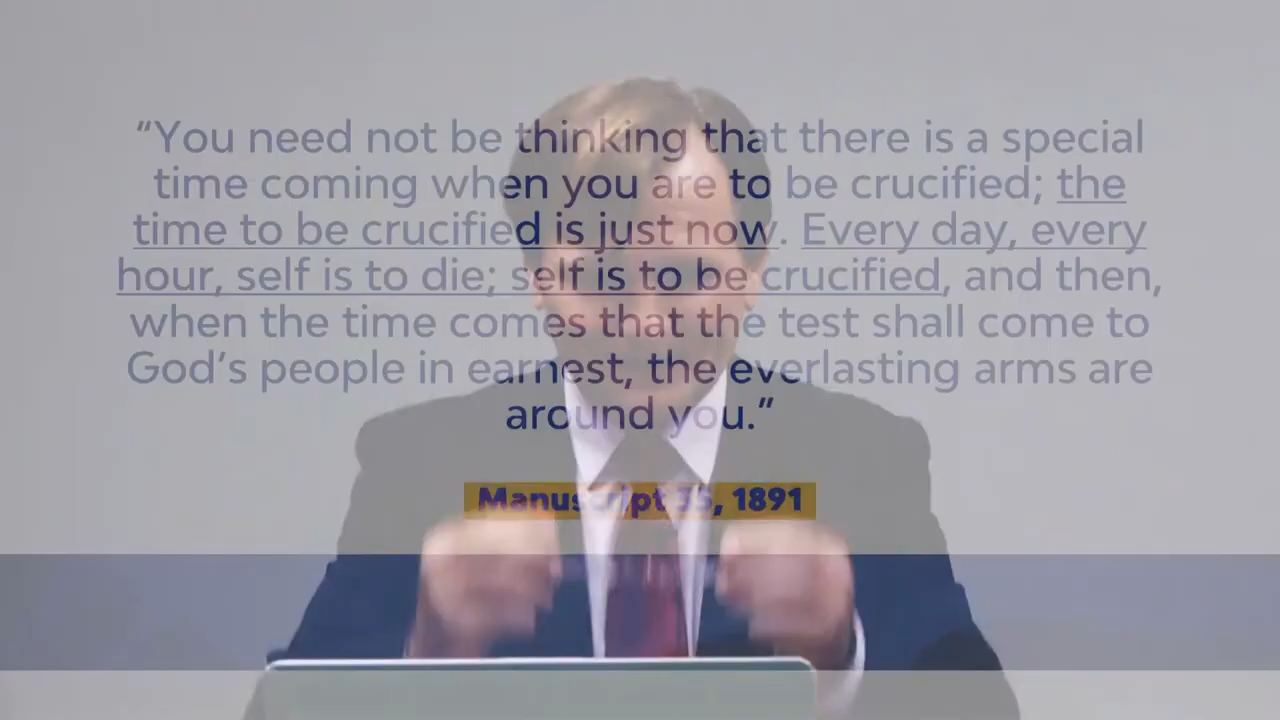 “You need not be thinking that there is a special
time coming when you are to be crucified; the
time to be crucified is just now. Every day, every
hour, self is to die; self is to be crucified, and then,
when the time comes that the test shall come to
God’s people in earnest, the everlasting arms are
around you.”
Manuscript 35, 1891